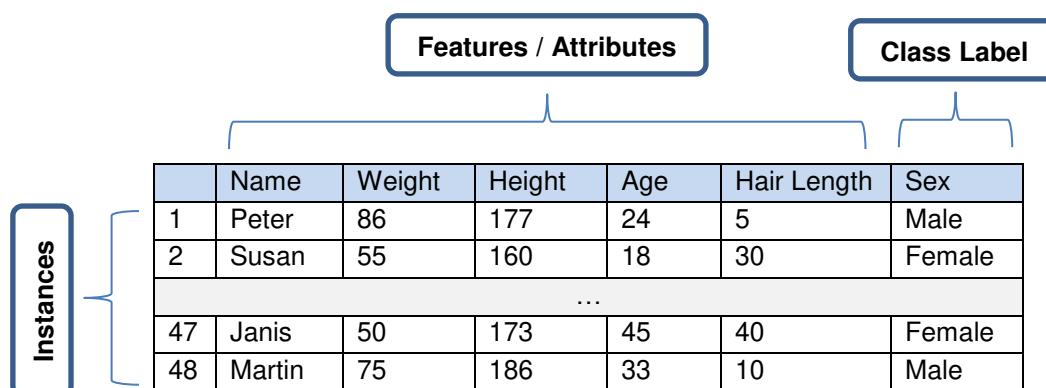 Features / Attributes
Class Label
Name Weight Height Age Hair Length Sex
Instances
1 Peter 86 177 24 5 Male
2 Susan 55 160 18 30 Female
…
47 Janis 50 173 45 40 Female
48 Martin 75 186 33 10 Male